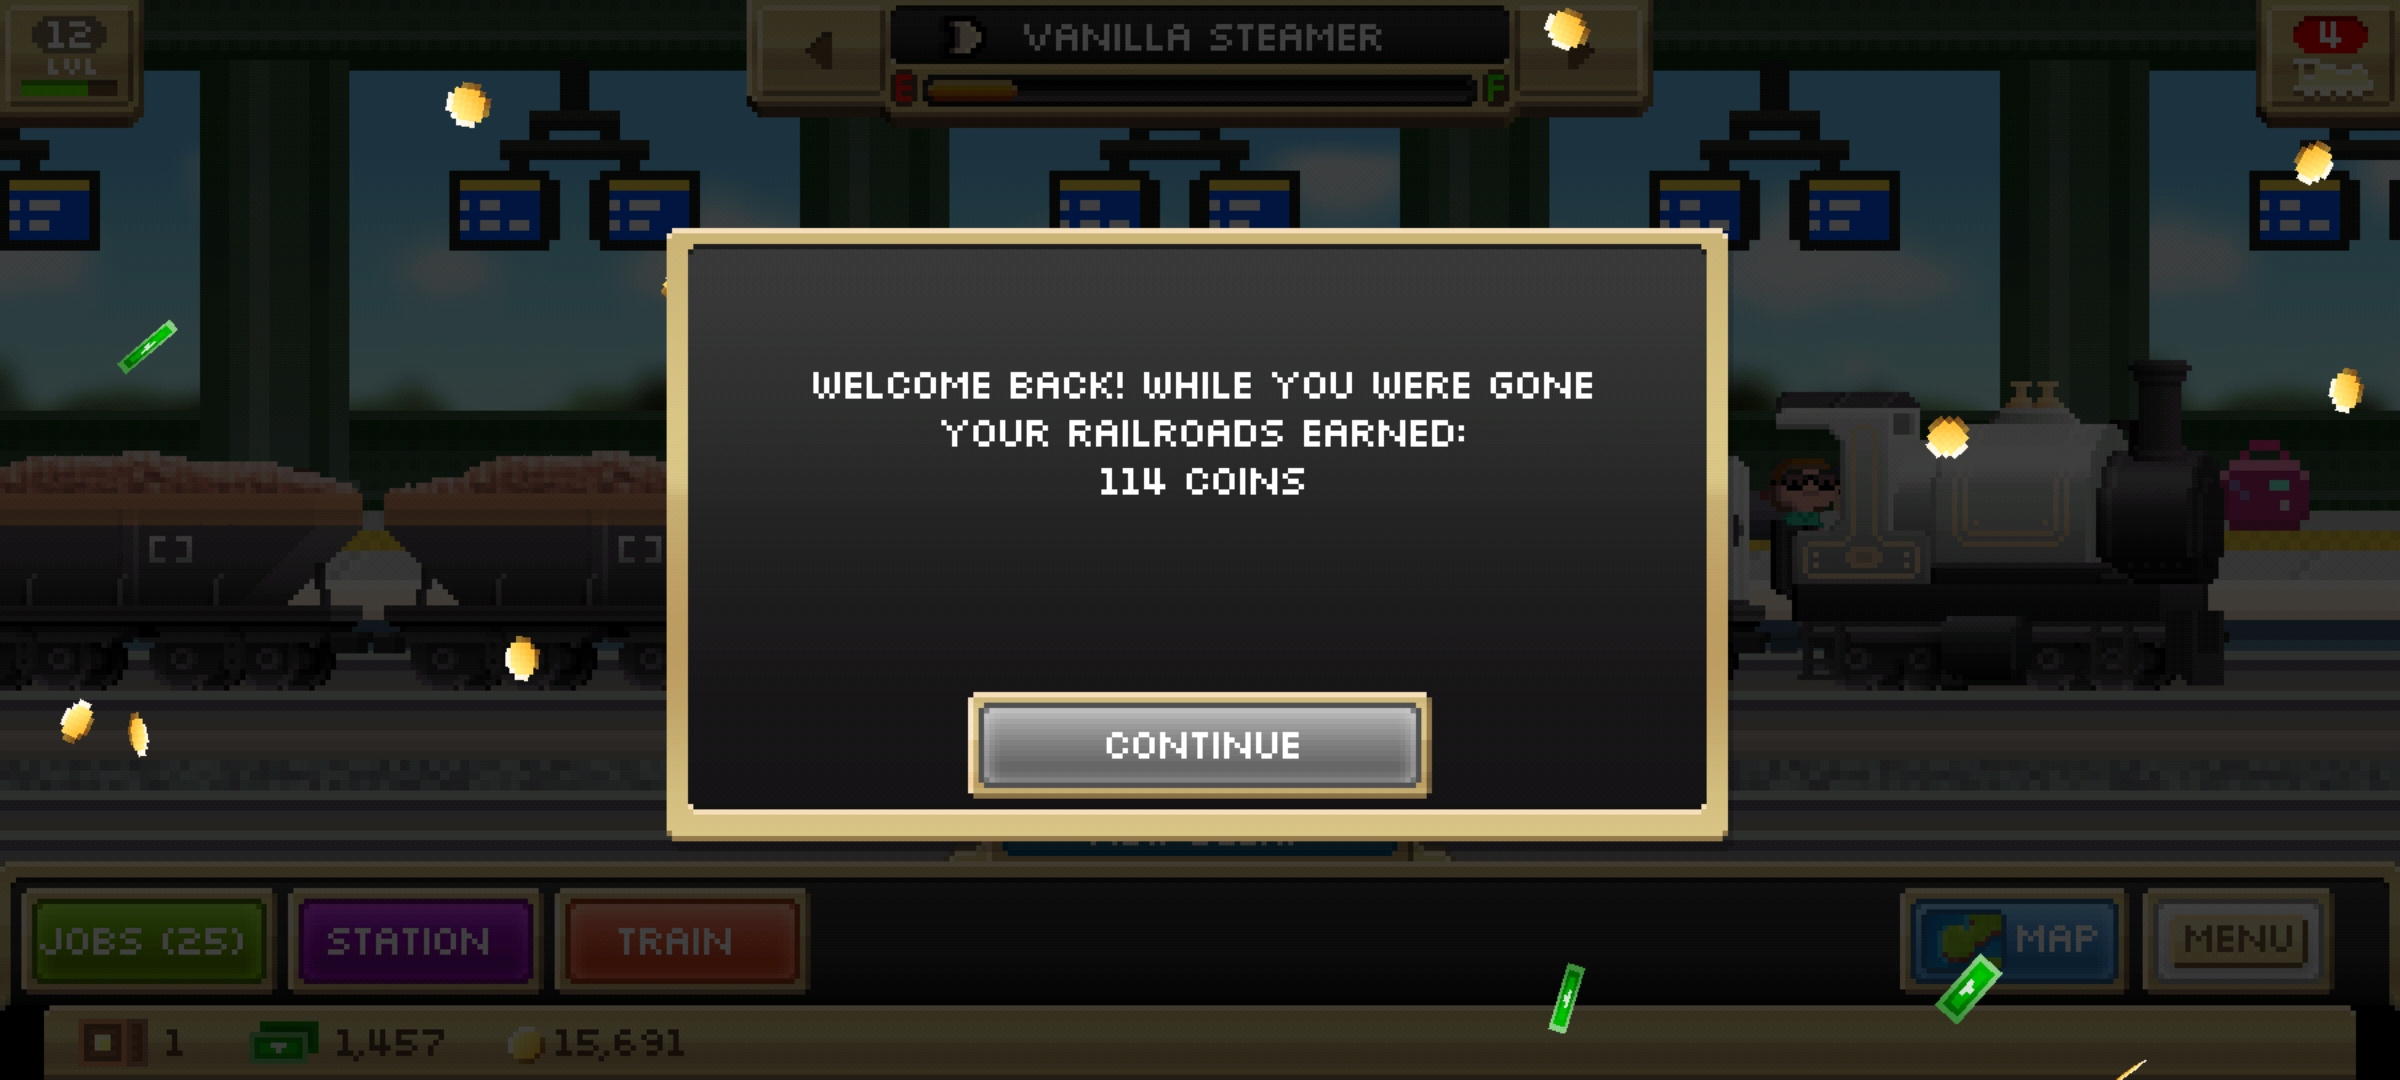 12
LVL
VANILLA STEAMER
E F
4
WELCOME BACK! WHILE YOU WERE GONE
YOUR RAILROADS EARNED:
114 COINS
CONTINUE
JOBS (25)
STATION
TRAIN
MAP
MENU
1
1,457
15,691